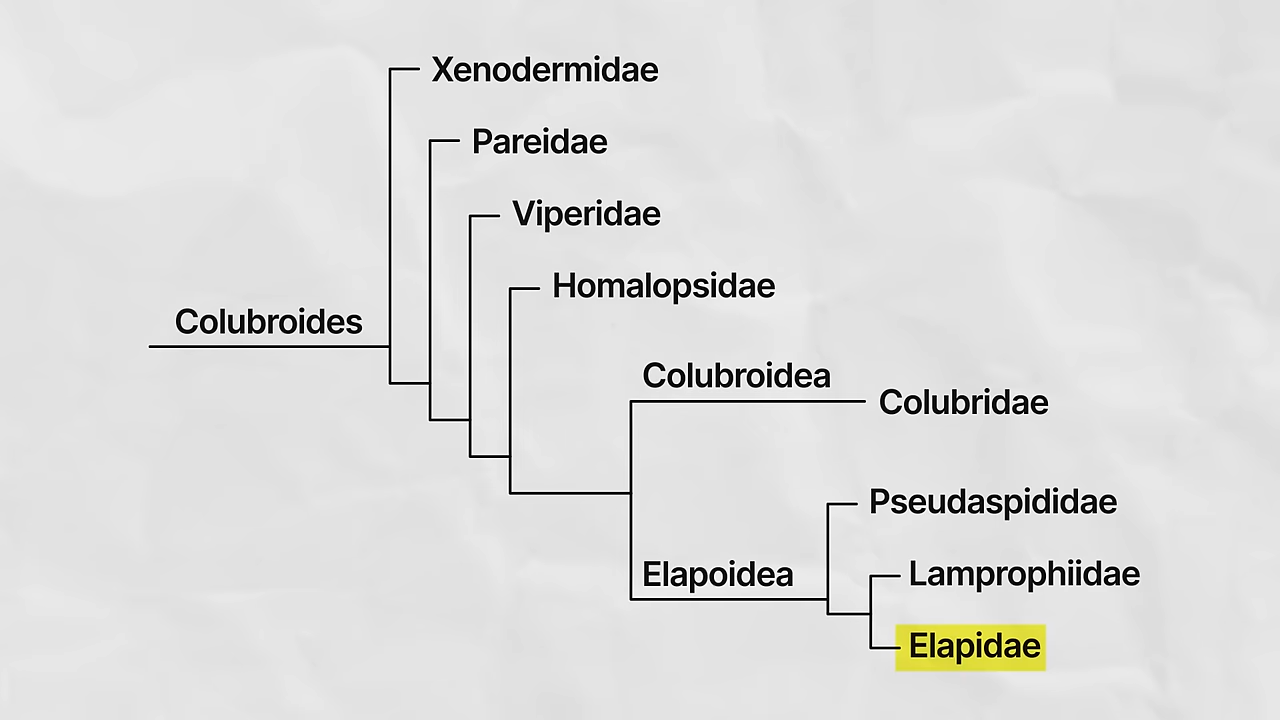 Xenodermidae
Pareidae
Viperidae
Homalopsidae
Colubroides
Colubroidea
Colubridae
Pseudaspididae
Elapoidea
Lamprophiidae
Elapidae